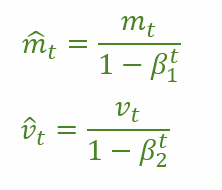 m̂_t = m_t / (1 − β_1^t)
v̂_t = v_t / (1 − β_2^t)